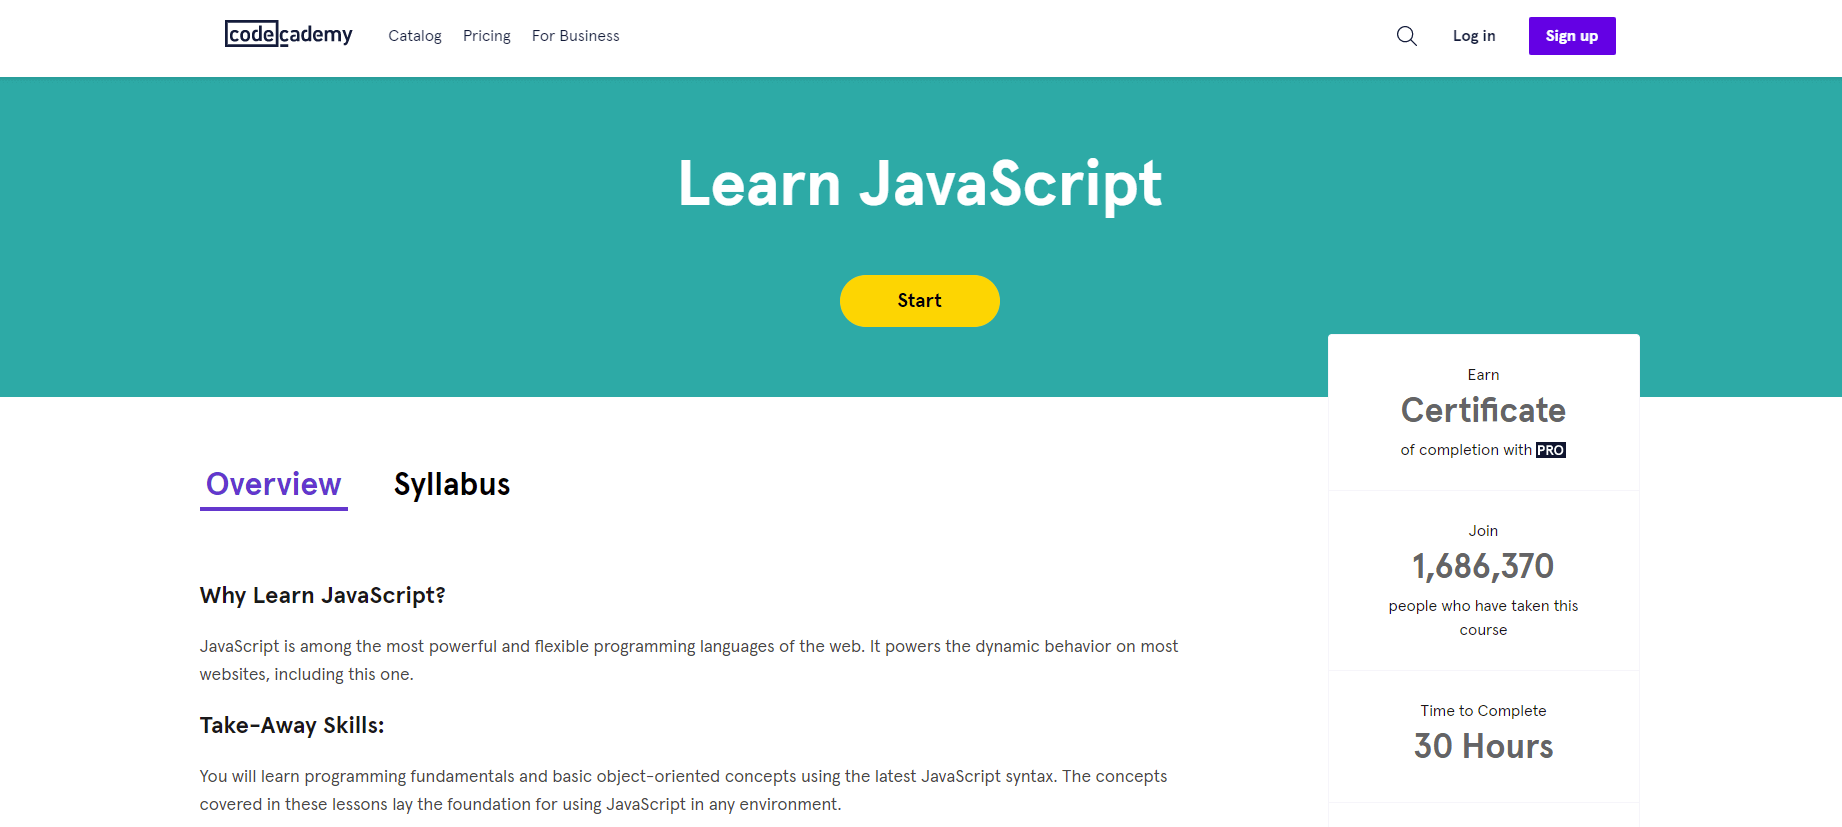 codecademy
Catalog Pricing For Business
Log in
Sign up
Learn JavaScript
Start
Earn
Certificate
of completion with PRO
Join
1,686,370
people who have taken this
course
Time to Complete
30 Hours
Overview Syllabus
Why Learn JavaScript?
JavaScript is among the most powerful and flexible programming languages of the web. It powers the dynamic behavior on most
websites, including this one.
Take-Away Skills:
You will learn programming fundamentals and basic object-oriented concepts using the latest JavaScript syntax. The concepts
covered in these lessons lay the foundation for using JavaScript in any environment.